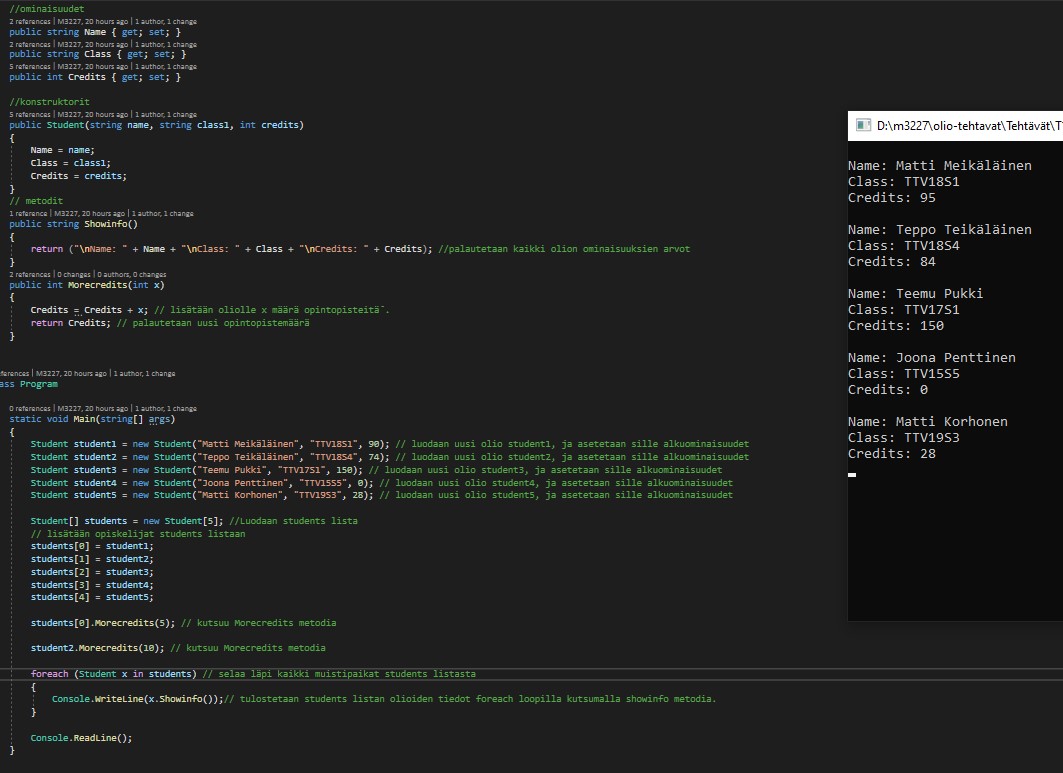 //ominaisuudet
2 references | M3227, 20 hours ago | 1 author, 1 change
public string Name { get; set; }
2 references | M3227, 20 hours ago | 1 author, 1 change
public string Class { get; set; }
5 references | M3227, 20 hours ago | 1 author, 1 change
public int Credits { get; set; }
//konstruktorit
5 references | M3227, 20 hours ago | 1 author, 1 change
public Student(string name, string class1, int credits)
{
Name = name;
Class = class1;
Credits = credits;
}
// metodit
1 reference | M3227, 20 hours ago | 1 author, 1 change
public string Showinfo()
{
return ("\nName: " + Name + "\nClass: " + Class + "\nCredits: " + Credits); //palautetaan kaikki olion ominaisuuksien arvot
}
2 references | 0 changes | 0 authors, 0 changes
public int Morecredits(int x)
{
Credits = Credits + x; // lisätään oliolle x määrä opintopisteitä¨.
return Credits; // palautetaan uusi opintopistemäärä
}
ferences | M3227, 20 hours ago | 1 author, 1 change
ass Program
0 references | M3227, 20 hours ago | 1 author, 1 change
static void Main(string[] args)
{
Student student1 = new Student("Matti Meikäläinen", "TTV18S1", 90); // luodaan uusi olio student1, ja asetetaan sille alkuominaisuudet
Student student2 = new Student("Teppo Teikäläinen", "TTV18S4", 74); // luodaan uusi olio student2, ja asetetaan sille alkuominaisuudet
Student student3 = new Student("Teemu Pukki", "TTV17S1", 150); // luodaan uusi olio student3, ja asetetaan sille alkuominaisuudet
Student student4 = new Student("Joona Penttinen", "TTV15S5", 0); // luodaan uusi olio student4, ja asetetaan sille alkuominaisuudet
Student student5 = new Student("Matti Korhonen", "TTV19S3", 28); // luodaan uusi olio student5, ja asetetaan sille alkuominaisuudet
Student[] students = new Student[5]; //Luodaan students lista
// lisätään opiskelijat students listaan
students[0] = student1;
students[1] = student2;
students[2] = student3;
students[3] = student4;
students[4] = student5;
students[0].Morecredits(5); // kutsuu Morecredits metodia
student2.Morecredits(10); // kutsuu Morecredits metodia
foreach (Student x in students) // selaa läpi kaikki muistipaikat students listasta
{
Console.WriteLine(x.Showinfo());// tulostetaan students listan olioiden tiedot foreach loopilla kutsumalla showinfo metodia.
}
Console.ReadLine();
}
D:\m3227\olio-tehtavat\Tehtävät\T
Name: Matti Meikäläinen
Class: TTV18S1
Credits: 95
Name: Teppo Teikäläinen
Class: TTV18S4
Credits: 84
Name: Teemu Pukki
Class: TTV17S1
Credits: 150
Name: Joona Penttinen
Class: TTV15S5
Credits: 0
Name: Matti Korhonen
Class: TTV19S3
Credits: 28